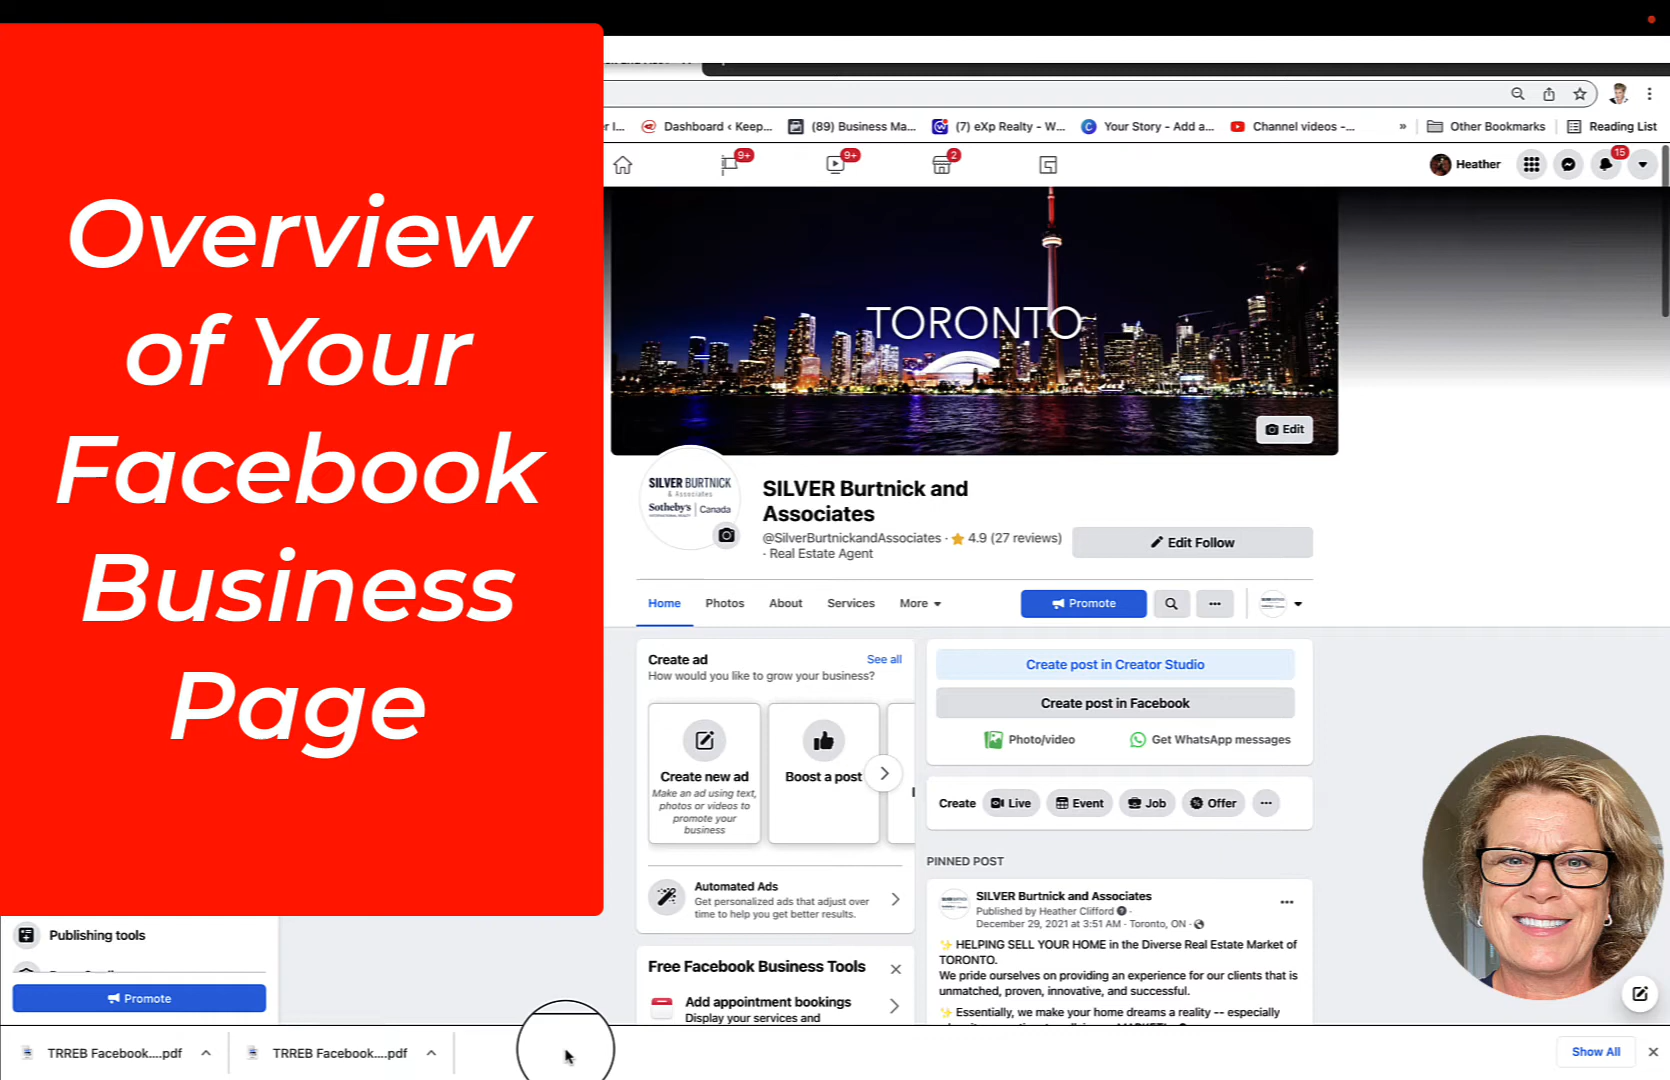 Overview
of Your
Facebook
Business
Page
Dashboard ‹ Keep...
(89) Business Ma...
(7) eXp Realty - W...
Your Story - Add a...
Channel videos -...
»
Other Bookmarks
Reading List
9+
9+
2
Heather
15
TORONTO
Edit
SILVER BURTNICK
& Associates
Sotheby's | Canada
INTERNATIONAL REALTY
SILVER Burtnick and
Associates
@SilverBurtnickandAssociates · 4.9 (27 reviews)
· Real Estate Agent
Edit Follow
Home
Photos
About
Services
More
Promote
Create ad
See all
How would you like to grow your business?
Create new ad
Make an ad using text,
photos or videos to
promote your
business
Boost a post
Automated Ads
Get personalized ads that adjust over
time to help you get better results.
Free Facebook Business Tools
Add appointment bookings
Display your services and
Create post in Creator Studio
Create post in Facebook
Photo/video
Get WhatsApp messages
Create
Live
Event
Job
Offer
PINNED POST
SILVER Burtnick and Associates
Published by Heather Clifford ·
December 29, 2021 at 3:51 AM · Toronto, ON ·
✨ HELPING SELL YOUR HOME in the Diverse Real Estate Market of
TORONTO.
We pride ourselves on providing an experience for our clients that is
unmatched, proven, innovative, and successful.
✨ Essentially, we make your home dreams a reality -- especially
Publishing tools
Promote
TRREB Facebook....pdf
TRREB Facebook....pdf
Show All